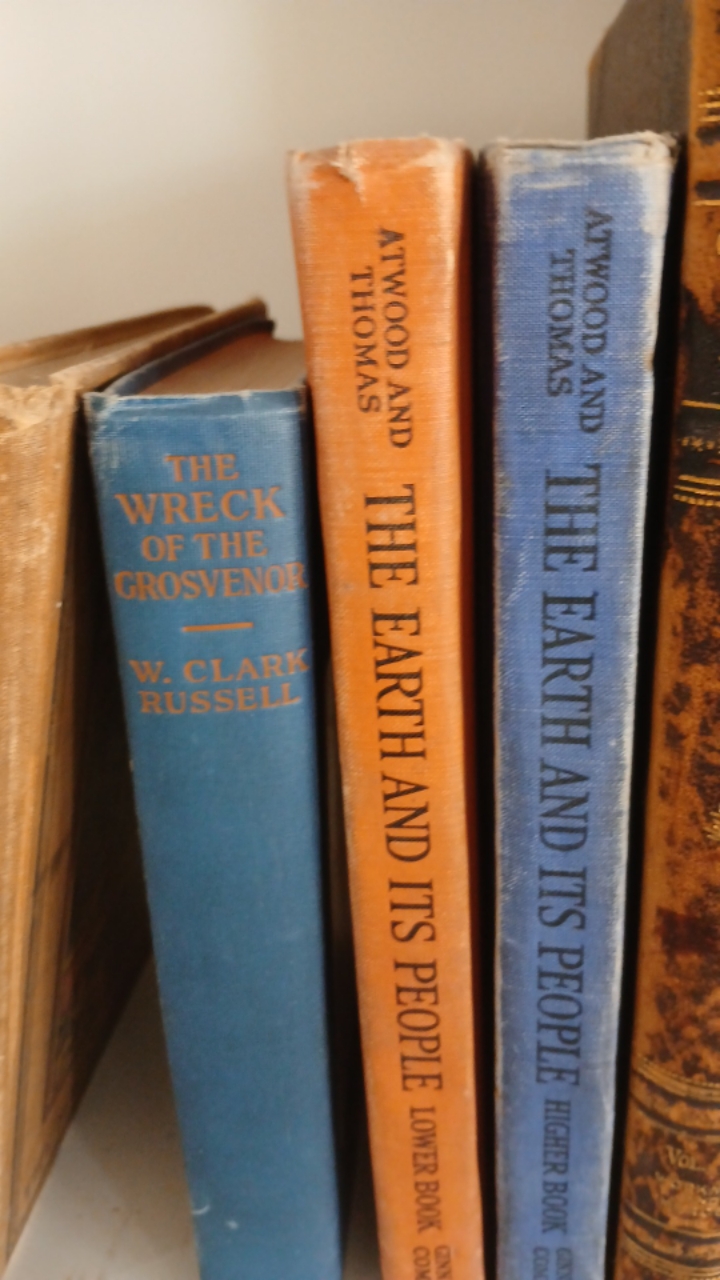 THE
WRECK
OF THE
GROSVENOR
W. CLARK
RUSSELL
ATWOOD AND
THOMAS
THE EARTH AND ITS PEOPLE
LOWER BOOK
ATWOOD AND
THOMAS
THE EARTH AND ITS PEOPLE
HIGHER BOOK
VOL.